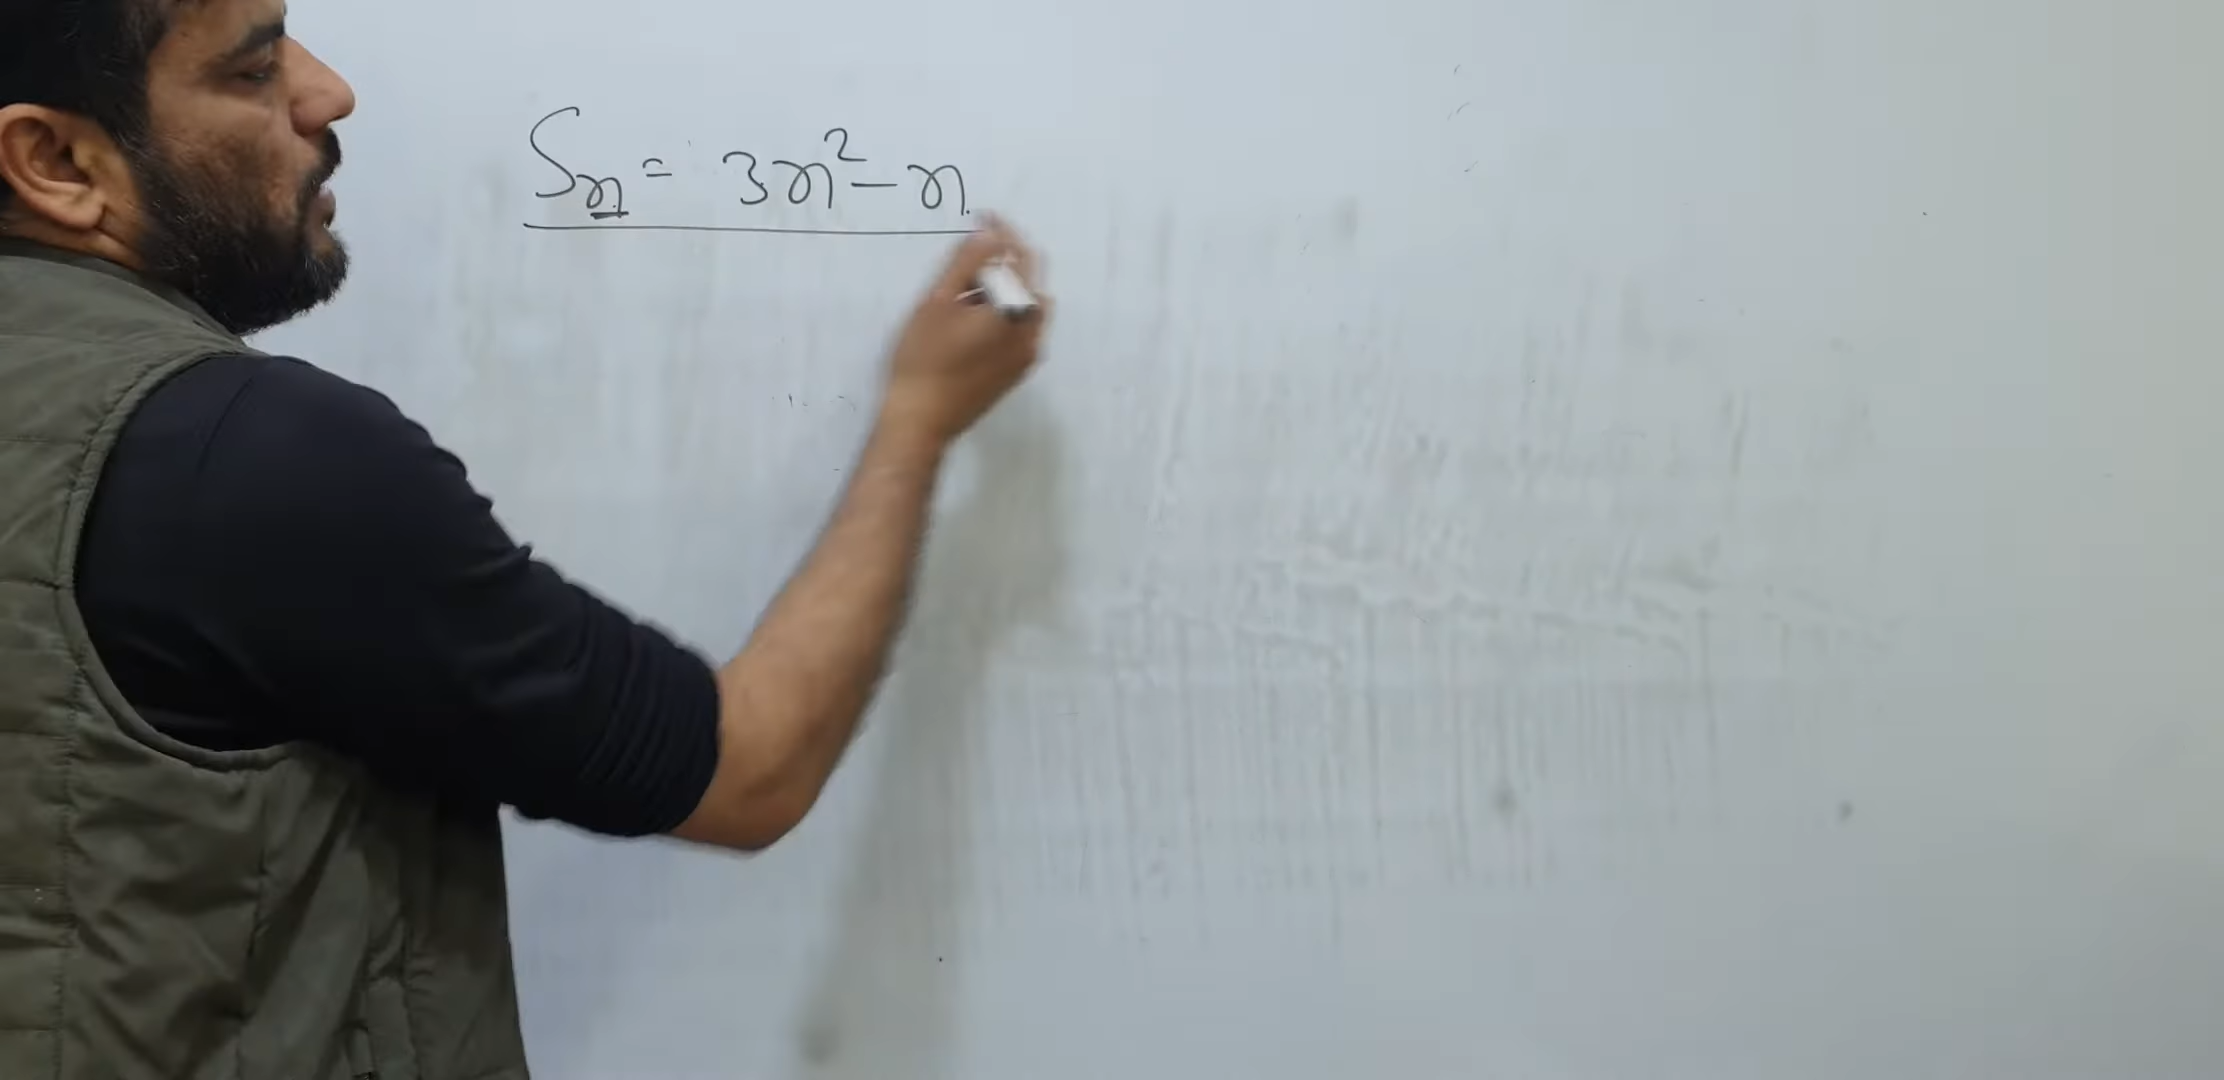 Sn = 3n² - n